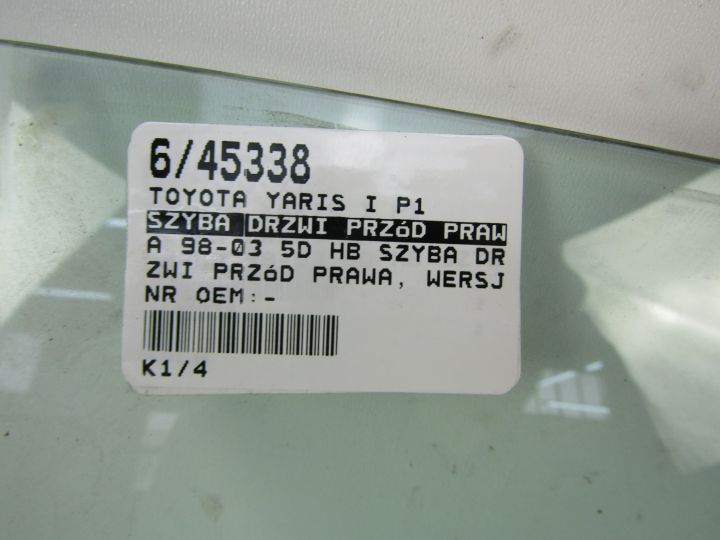 6/45338
TOYOTA YARIS I P1
SZYBA DRZWI PRZóD PRAW
A 98-03 5D HB SZYBA DR
ZWI PRZóD PRAWA, WERSJ
NR OEM:-
K1/4